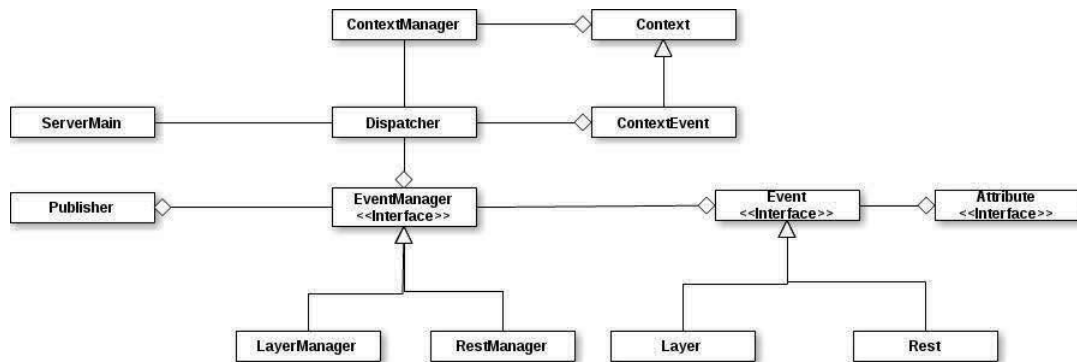 ContextManager
Context
ServerMain
Dispatcher
ContextEvent
Publisher
EventManager
<<Interface>>
Event
<<Interface>>
Attribute
<<Interface>>
LayerManager
RestManager
Layer
Rest